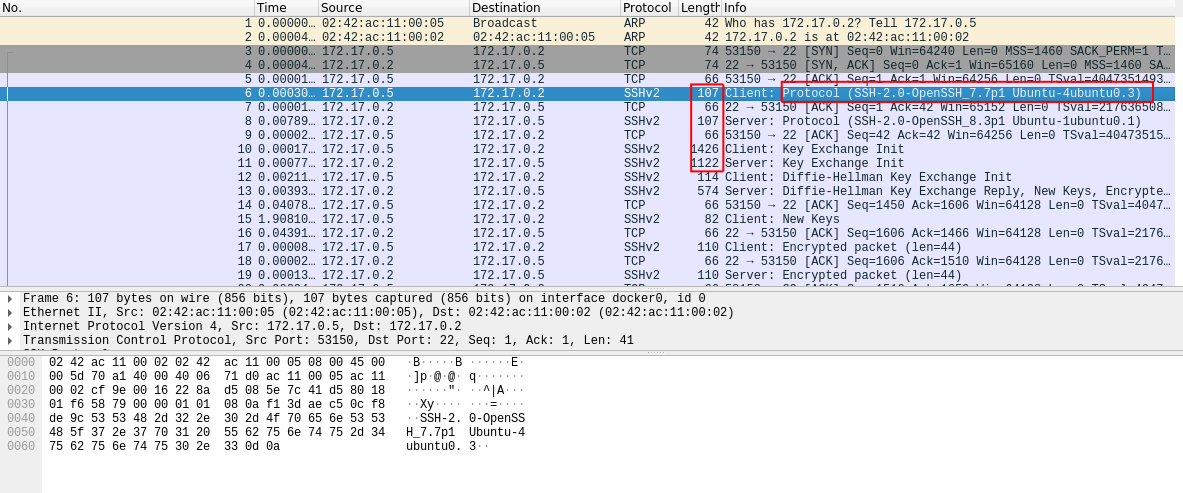 No. Time Source Destination Protocol Length Info
1 0.00000… 02:42:ac:11:00:05 Broadcast ARP 42 Who has 172.17.0.2? Tell 172.17.0.5
2 0.00004… 02:42:ac:11:00:02 02:42:ac:11:00:05 ARP 42 172.17.0.2 is at 02:42:ac:11:00:02
3 0.00000… 172.17.0.5 172.17.0.2 TCP 74 53150 → 22 [SYN] Seq=0 Win=64240 Len=0 MSS=1460 SACK_PERM=1 T…
4 0.00004… 172.17.0.2 172.17.0.5 TCP 74 22 → 53150 [SYN, ACK] Seq=0 Ack=1 Win=65160 Len=0 MSS=1460 SA…
5 0.00001… 172.17.0.5 172.17.0.2 TCP 66 53150 → 22 [ACK] Seq=1 Ack=1 Win=64256 Len=0 TSval=4047351493…
6 0.00030… 172.17.0.5 172.17.0.2 SSHv2 107 Client: Protocol (SSH-2.0-OpenSSH_7.7p1 Ubuntu-4ubuntu0.3)
7 0.00001… 172.17.0.2 172.17.0.5 TCP 66 22 → 53150 [ACK] Seq=1 Ack=42 Win=65152 Len=0 TSval=217636508…
8 0.00789… 172.17.0.2 172.17.0.5 SSHv2 107 Server: Protocol (SSH-2.0-OpenSSH_8.3p1 Ubuntu-1ubuntu0.1)
9 0.00002… 172.17.0.5 172.17.0.2 TCP 66 53150 → 22 [ACK] Seq=42 Ack=42 Win=64256 Len=0 TSval=40473515…
10 0.00017… 172.17.0.5 172.17.0.2 SSHv2 1426 Client: Key Exchange Init
11 0.00077… 172.17.0.2 172.17.0.5 SSHv2 1122 Server: Key Exchange Init
12 0.00211… 172.17.0.5 172.17.0.2 SSHv2 114 Client: Diffie-Hellman Key Exchange Init
13 0.00393… 172.17.0.2 172.17.0.5 SSHv2 574 Server: Diffie-Hellman Key Exchange Reply, New Keys, Encrypte…
14 0.04078… 172.17.0.5 172.17.0.2 TCP 66 53150 → 22 [ACK] Seq=1450 Ack=1606 Win=64128 Len=0 TSval=4047…
15 1.90810… 172.17.0.5 172.17.0.2 SSHv2 82 Client: New Keys
16 0.04391… 172.17.0.2 172.17.0.5 TCP 66 22 → 53150 [ACK] Seq=1606 Ack=1466 Win=64128 Len=0 TSval=2176…
17 0.00008… 172.17.0.5 172.17.0.2 SSHv2 110 Client: Encrypted packet (len=44)
18 0.00002… 172.17.0.2 172.17.0.5 TCP 66 22 → 53150 [ACK] Seq=1606 Ack=1510 Win=64128 Len=0 TSval=2176…
19 0.00013… 172.17.0.2 172.17.0.5 SSHv2 110 Server: Encrypted packet (len=44)
Frame 6: 107 bytes on wire (856 bits), 107 bytes captured (856 bits) on interface docker0, id 0
Ethernet II, Src: 02:42:ac:11:00:05 (02:42:ac:11:00:05), Dst: 02:42:ac:11:00:02 (02:42:ac:11:00:02)
Internet Protocol Version 4, Src: 172.17.0.5, Dst: 172.17.0.2
Transmission Control Protocol, Src Port: 53150, Dst Port: 22, Seq: 1, Ack: 1, Len: 41
0000 02 42 ac 11 00 02 02 42 ac 11 00 05 08 00 45 00 ·B·····B ······E·
0010 00 5d 70 a1 40 00 40 06 71 d0 ac 11 00 05 ac 11 ·]p·@·@· q·······
0020 00 02 cf 9e 00 16 22 8a d5 08 5e 7c 41 d5 80 18 ······"· ··^|A···
0030 01 f6 58 79 00 00 01 01 08 0a f1 3d ae c5 0c f8 ··Xy···· ···=····
0040 de 9c 53 53 48 2d 32 2e 30 2d 4f 70 65 6e 53 53 ··SSH-2. 0-OpenSS
0050 48 5f 37 2e 37 70 31 20 55 62 75 6e 74 75 2d 34 H_7.7p1 Ubuntu-4
0060 75 62 75 6e 74 75 30 2e 33 0d 0a ubuntu0. 3··